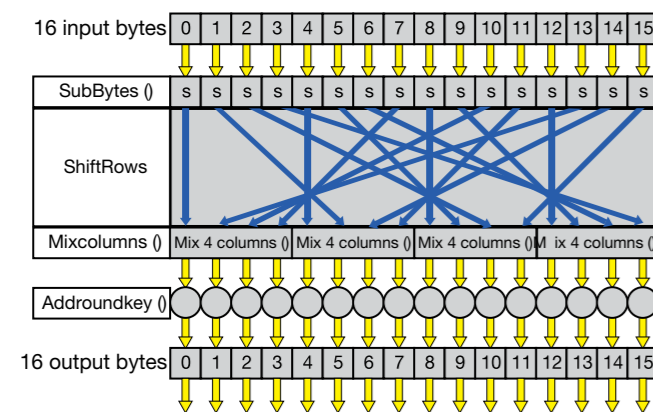 16 input bytes 0 1 2 3 4 5 6 7 8 9 10 11 12 13 14 15
SubBytes () s s s s s s s s s s s s s s s s
ShiftRows
Mixcolumns () Mix 4 columns () Mix 4 columns () Mix 4 columns () M ix 4 columns ()
Addroundkey ()
16 output bytes 0 1 2 3 4 5 6 7 8 9 10 11 12 13 14 15